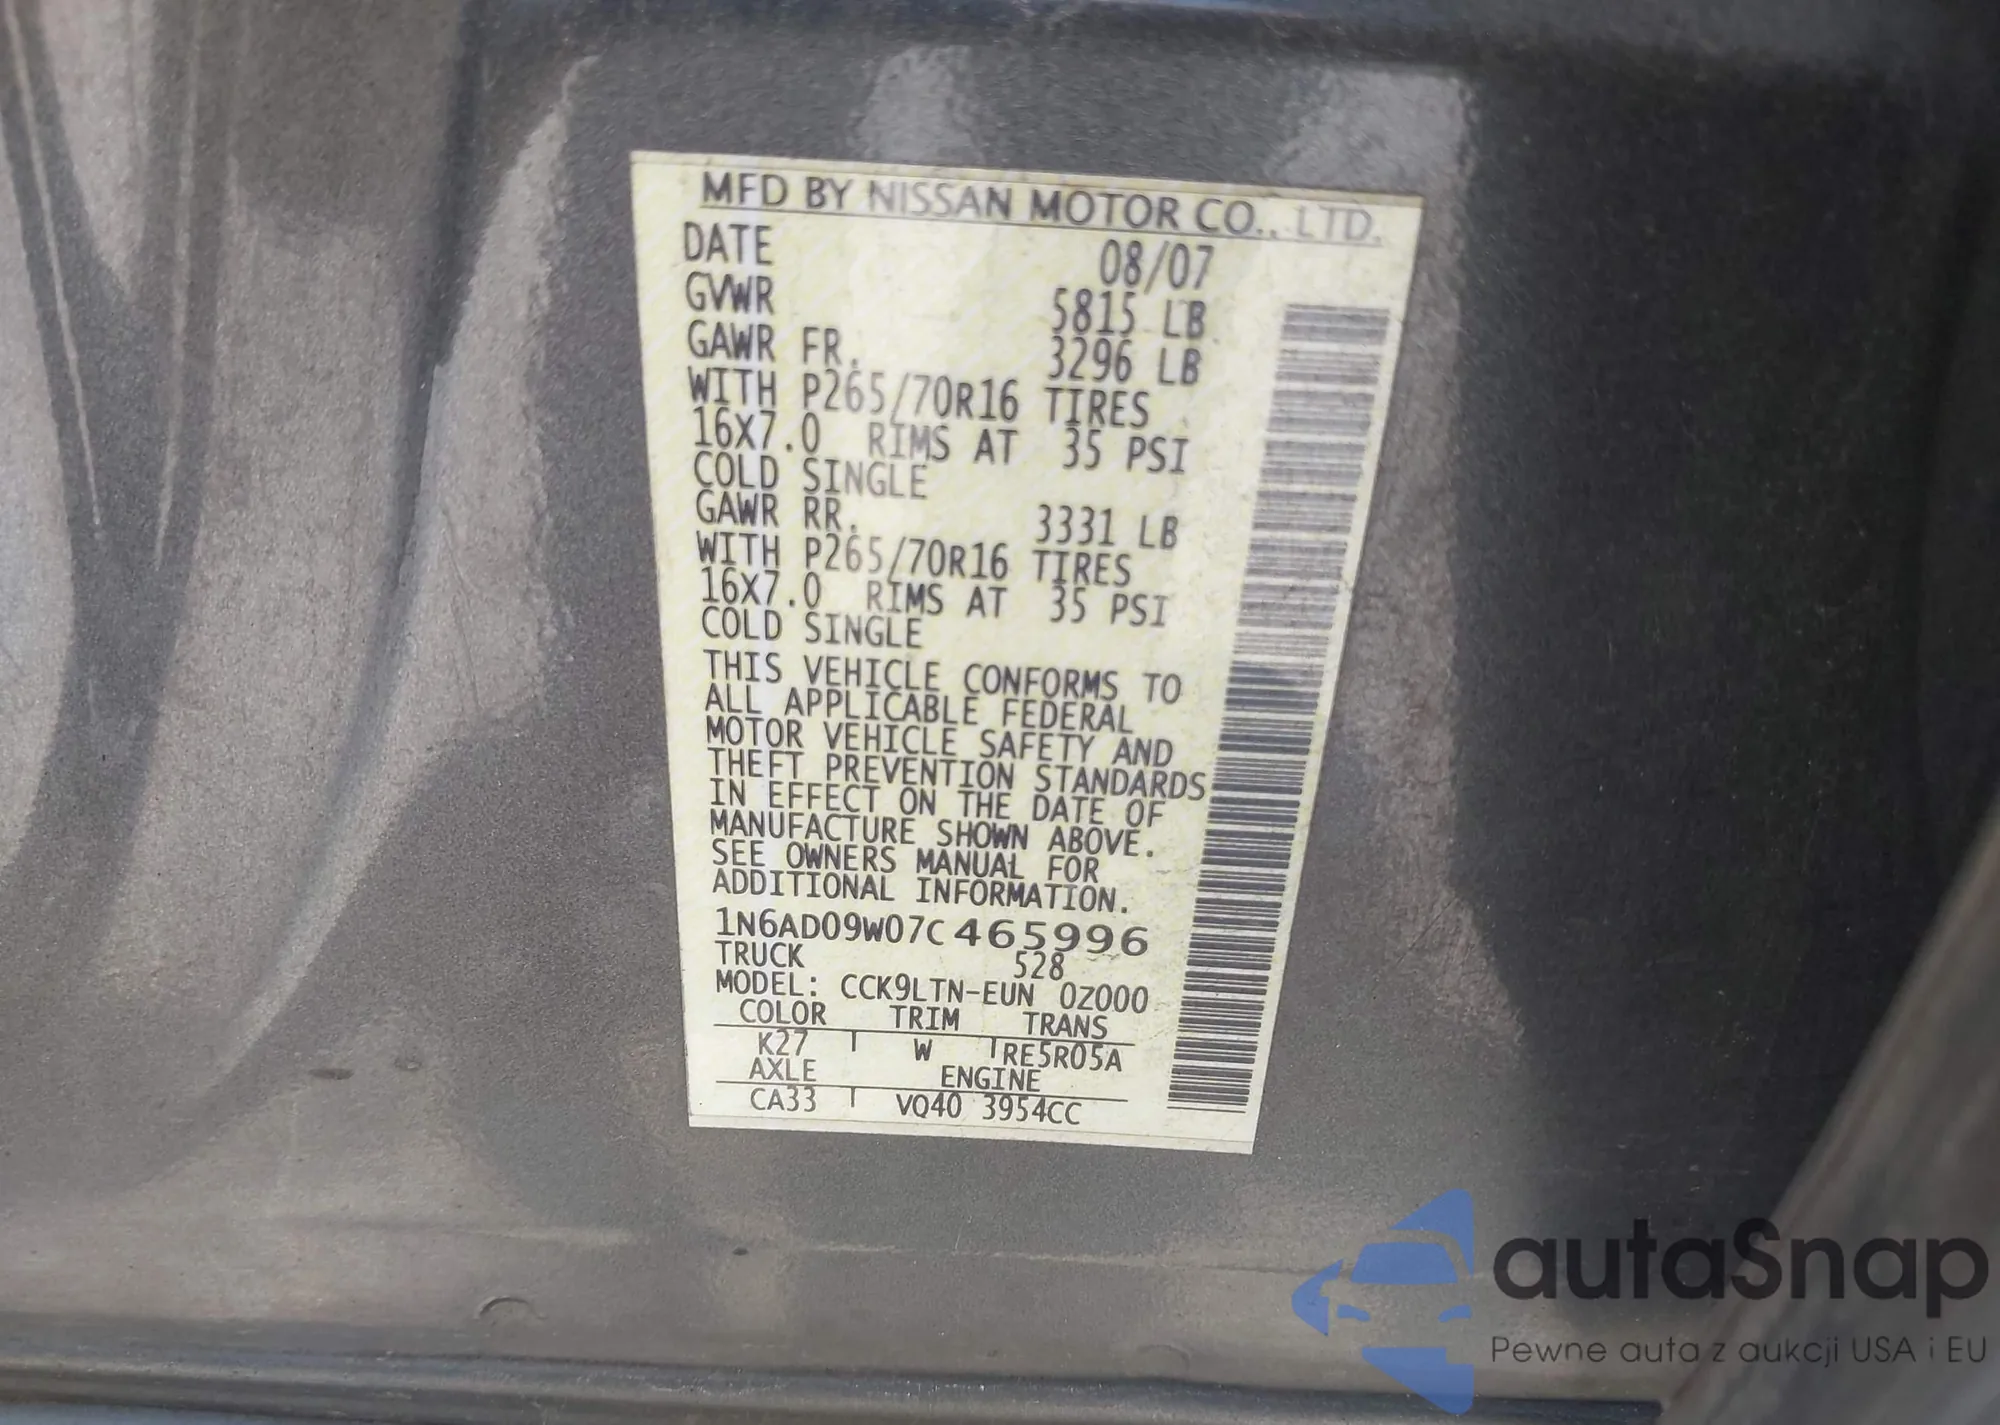 MFD BY NISSAN MOTOR CO., LTD.
DATE 08/07
GVWR 5815 LB
GAWR FR. 3296 LB
WITH P265/70R16 TIRES
16X7.0 RIMS AT 35 PSI
COLD SINGLE
GAWR RR. 3331 LB
WITH P265/70R16 TIRES
16X7.0 RIMS AT 35 PSI
COLD SINGLE
THIS VEHICLE CONFORMS TO
ALL APPLICABLE FEDERAL
MOTOR VEHICLE SAFETY AND
THEFT PREVENTION STANDARDS
IN EFFECT ON THE DATE OF
MANUFACTURE SHOWN ABOVE.
SEE OWNERS MANUAL FOR
ADDITIONAL INFORMATION.
1N6AD09W07C465996
TRUCK 528
MODEL: CCK9LTN-EUN 0Z000
COLOR TRIM TRANS
K27 W RE5R05A
AXLE ENGINE
CA33 VQ40 3954CC
autaSnap
Pewne auta z aukcji USA i EU